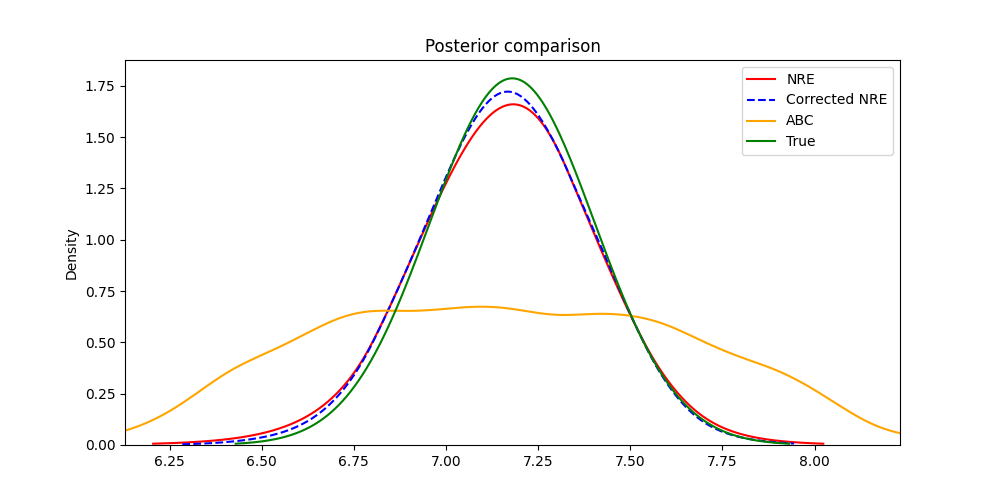 Posterior comparison
NRE
Corrected NRE
ABC
True
Density
1.75
1.50
1.25
1.00
0.75
0.50
0.25
0.00
6.25 6.50 6.75 7.00 7.25 7.50 7.75 8.00